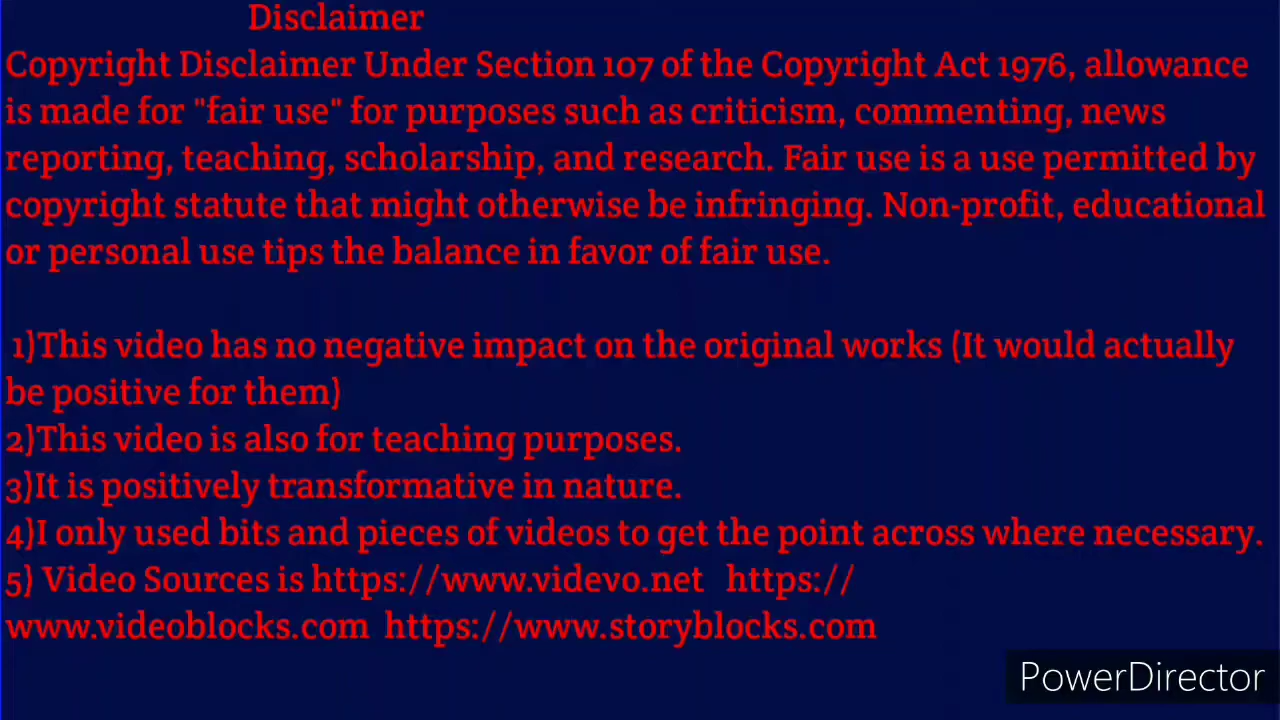 Disclaimer
Copyright Disclaimer Under Section 107 of the Copyright Act 1976, allowance
is made for "fair use" for purposes such as criticism, commenting, news
reporting, teaching, scholarship, and research. Fair use is a use permitted by
copyright statute that might otherwise be infringing. Non-profit, educational
or personal use tips the balance in favor of fair use.
1)This video has no negative impact on the original works (It would actually
be positive for them)
2)This video is also for teaching purposes.
3)It is positively transformative in nature.
4)I only used bits and pieces of videos to get the point across where necessary.
5) Video Sources is https://www.videvo.net https://
www.videoblocks.com https://www.storyblocks.com
PowerDirector